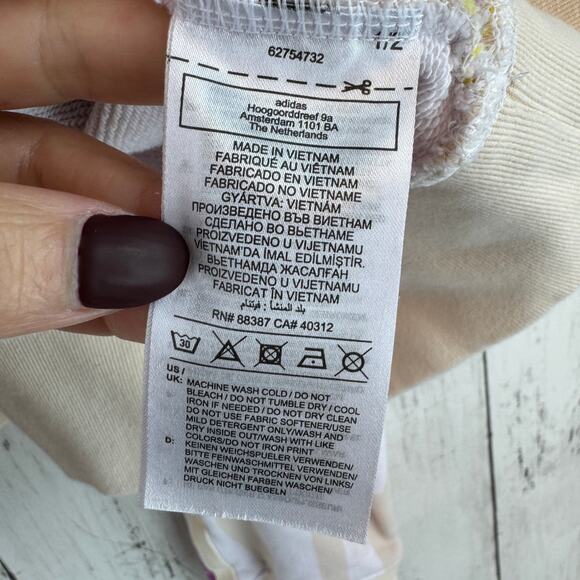 1/2
62754732
adidas
Hoogoorddreef 9a
Amsterdam 1101 BA
The Netherlands
MADE IN VIETNAM
FABRIQUÉ AU VIÊTNAM
FABRICADO EN VIETNAM
FABRICADO NO VIETNAME
GYÁRTVA: VIETNÁM
ПРОИЗВЕДЕНО ВЪВ ВИЕТНАМ
СДЕЛАНО ВО ВЬЕТНАМЕ
PROIZVEDENO U VIJETNAMU
VIETNAM'DA İMAL EDİLMİŞTİR.
ВЬЕТНАМДА ЖАСАЛҒАН
PROIZVEDENO U VIJETNAMU
FABRICAT ÎN VIETNAM
بلد المنشأ : فيتنام
RN# 88387 CA# 40312
30
US /
UK: MACHINE WASH COLD / DO NOT
BLEACH / DO NOT TUMBLE DRY / COOL
IRON IF NEEDED / DO NOT DRY CLEAN
DO NOT USE FABRIC SOFTENER/USE
MILD DETERGENT ONLY/WASH AND
DRY INSIDE OUT/WASH WITH LIKE
COLORS/DO NOT IRON PRINT
D: KEINEN WEICHSPUELER VERWENDEN/
BITTE FEINWASCHMITTEL VERWENDEN/
WASCHEN UND TROCKNEN VON LINKS/
MIT GLEICHEN FARBEN WASCHEN/
DRUCK NICHT BUEGELN